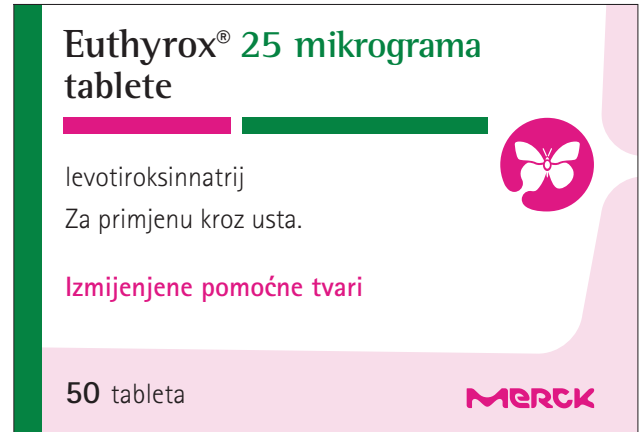 Euthyrox® 25 mikrograma
tablete
levotiroksinnatrij
Za primjenu kroz usta.
Izmijenjene pomoćne tvari
50 tableta
MERCK